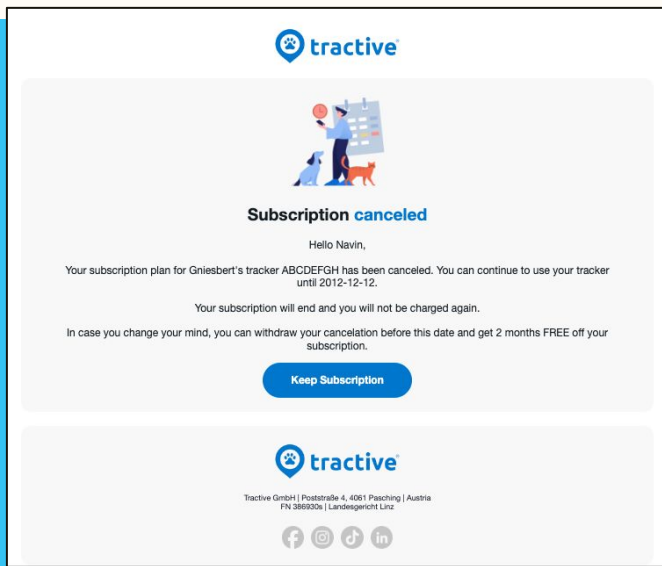 tractive
Subscription canceled
Hello Navin,
Your subscription plan for Gniesbert's tracker ABCDEFGH has been canceled. You can continue to use your tracker
until 2012-12-12.
Your subscription will end and you will not be charged again.
In case you change your mind, you can withdraw your cancelation before this date and get 2 months FREE off your
subscription.
Keep Subscription
tractive
Tractive GmbH | Poststraße 4, 4061 Pasching | Austria
FN 386930s | Landesgericht Linz